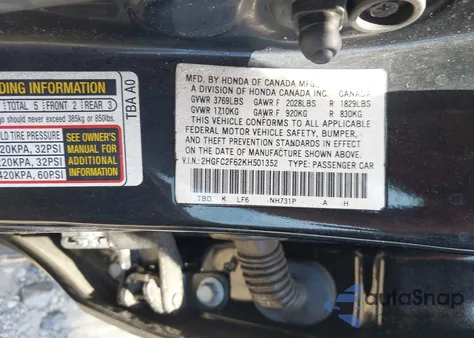 DING INFORMATION
TOTAL 5 FRONT 2 REAR 3
go should never exceed 385kg or 850lbs.
LD TIRE PRESSURE
220KPA, 32PSI
220KPA, 32PSI
420KPA, 60PSI
SEE OWNER'S
MANUAL FOR
ADDITIONAL
INFORMATION
TBA A0
MFD. BY HONDA OF CANADA MFG.,
A DIVISION OF HONDA CANADA INC., CANADA
GVWR 3769LBS GAWR F 2028LBS R 1829LBS
GVWR 1710KG GAWR F 920KG R 830KG
THIS VEHICLE CONFORMS TO ALL APPLICABLE
FEDERAL MOTOR VEHICLE SAFETY, BUMPER,
AND THEFT PREVENTION STANDARDS IN EFFECT
ON THE DATE OF MANUFACTURE SHOWN ABOVE.
V.I.N.: 2HGFC2F62KH501352 TYPE: PASSENGER CAR
TBD K LF6 NH731P A H
autoSnap